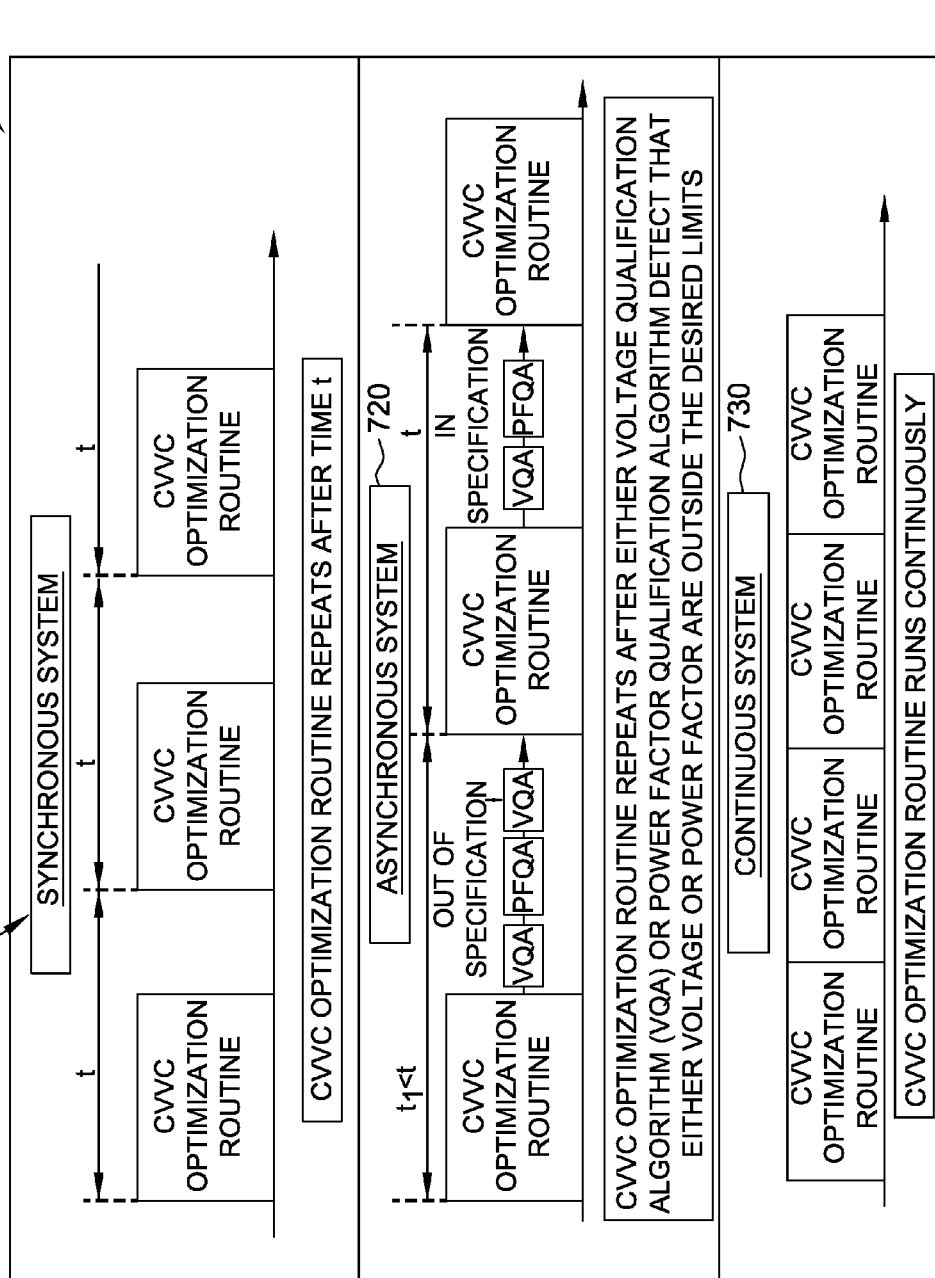 SYNCHRONOUS SYSTEM
t
t
t
CVVC
OPTIMIZATION
ROUTINE
CVVC
OPTIMIZATION
ROUTINE
CVVC
OPTIMIZATION
ROUTINE
CVVC OPTIMIZATION ROUTINE REPEATS AFTER TIME t
ASYNCHRONOUS SYSTEM
720
t1<t
OUT OF
SPECIFICATION
t
IN
SPECIFICATION
CVVC
OPTIMIZATION
ROUTINE
VQA
PFQA
VQA
CVVC
OPTIMIZATION
ROUTINE
VQA
PFQA
CVVC
OPTIMIZATION
ROUTINE
CVVC OPTIMIZATION ROUTINE REPEATS AFTER EITHER VOLTAGE QUALIFICATION
ALGORITHM (VQA) OR POWER FACTOR QUALIFICATION ALGORITHM DETECT THAT
EITHER VOLTAGE OR POWER FACTOR ARE OUTSIDE THE DESIRED LIMITS
CONTINUOUS SYSTEM
730
CVVC
OPTIMIZATION
ROUTINE
CVVC
OPTIMIZATION
ROUTINE
CVVC
OPTIMIZATION
ROUTINE
CVVC
OPTIMIZATION
ROUTINE
CVVC OPTIMIZATION ROUTINE RUNS CONTINUOUSLY